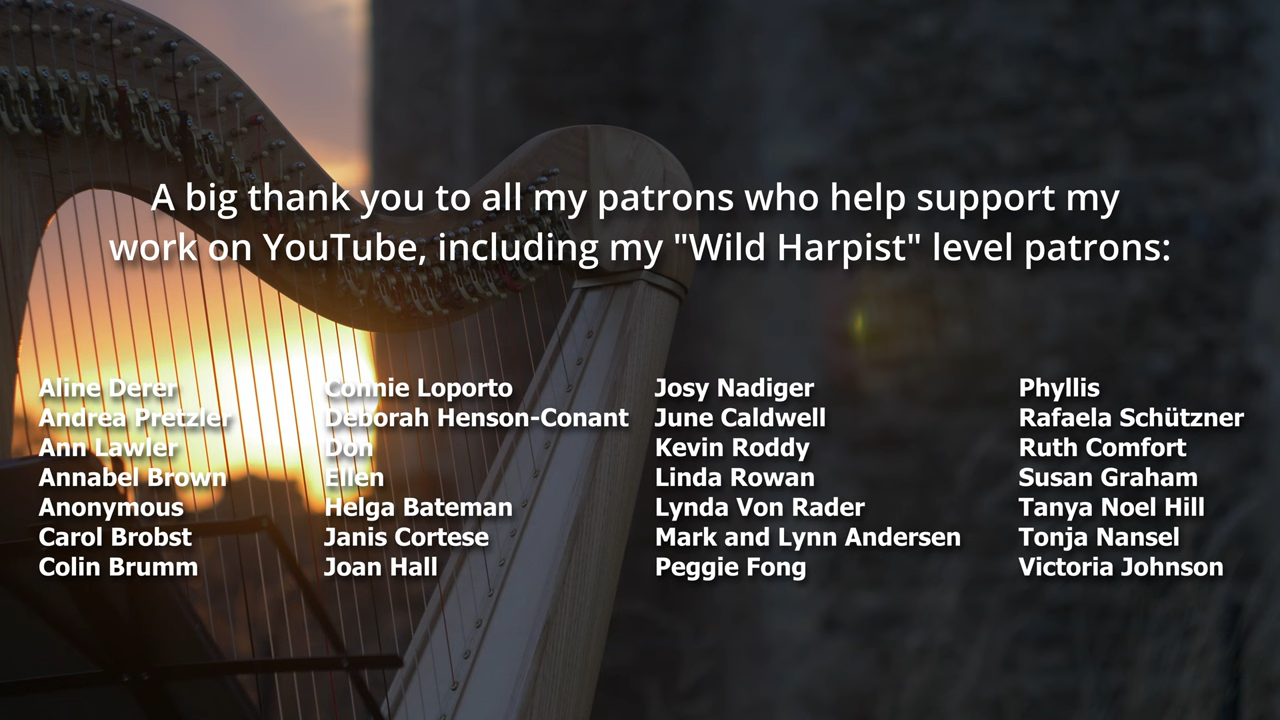 A big thank you to all my patrons who help support my
work on YouTube, including my "Wild Harpist" level patrons:
Aline Derer
Andrea Pretzler
Ann Lawler
Annabel Brown
Anonymous
Carol Brobst
Colin Brumm
Connie Loporto
Deborah Henson-Conant
Don
Ellen
Helga Bateman
Janis Cortese
Joan Hall
Josy Nadiger
June Caldwell
Kevin Roddy
Linda Rowan
Lynda Von Rader
Mark and Lynn Andersen
Peggie Fong
Phyllis
Rafaela Schützner
Ruth Comfort
Susan Graham
Tanya Noel Hill
Tonja Nansel
Victoria Johnson